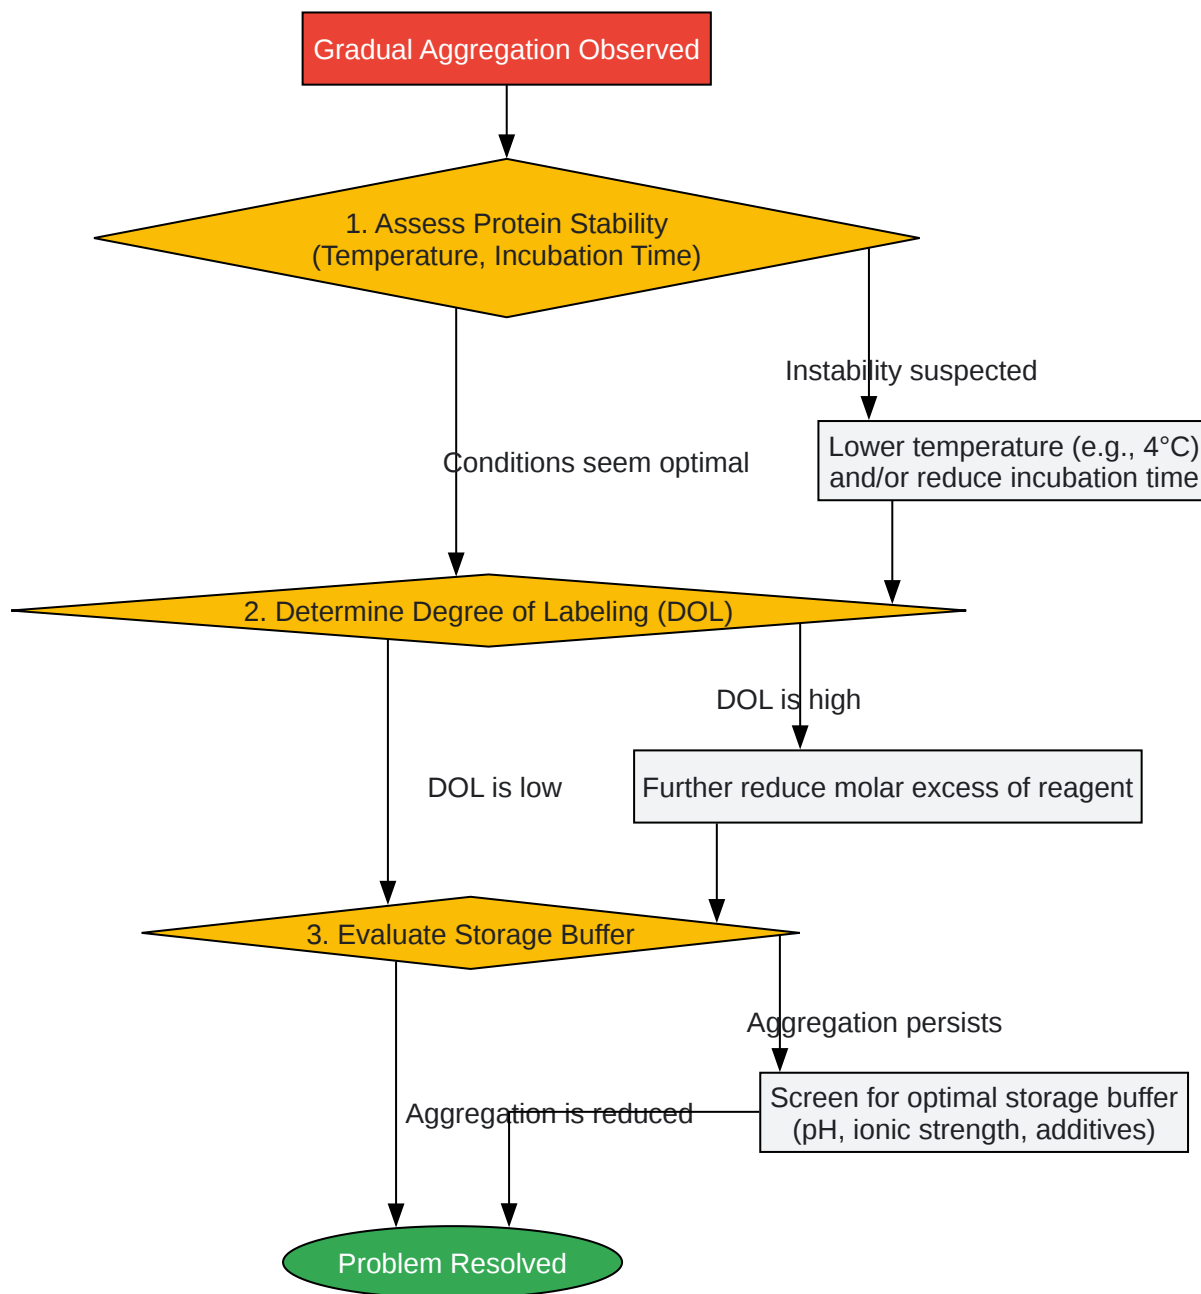 Gradual Aggregation Observed
1. Assess Protein Stability
(Temperature, Incubation Time)
Instability suspected
Lower temperature (e.g., 4°C)
and/or reduce incubation time
Conditions seem optimal
2. Determine Degree of Labeling (DOL)
DOL is high
Further reduce molar excess of reagent
DOL is low
3. Evaluate Storage Buffer
Aggregation persists
Screen for optimal storage buffer
(pH, ionic strength, additives)
Aggregation is reduced
Problem Resolved